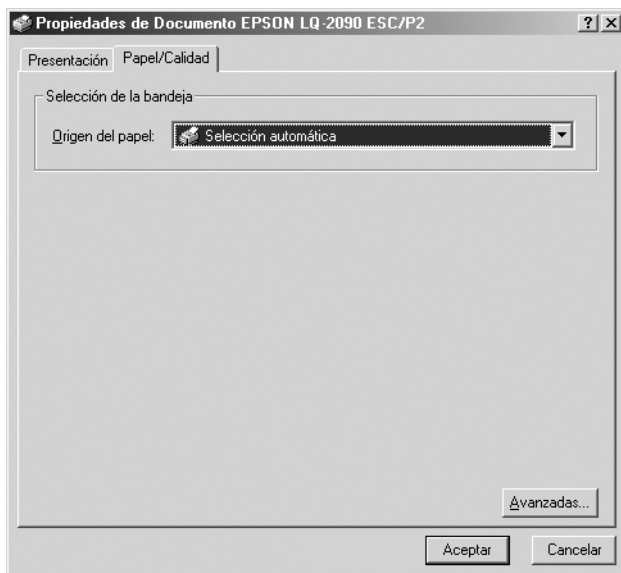 Propiedades de Documento EPSON LQ-2090 ESC/P2
Presentación Papel/Calidad
Selección de la bandeja
Origen del papel: Selección automática
Avanzadas...
Aceptar Cancelar